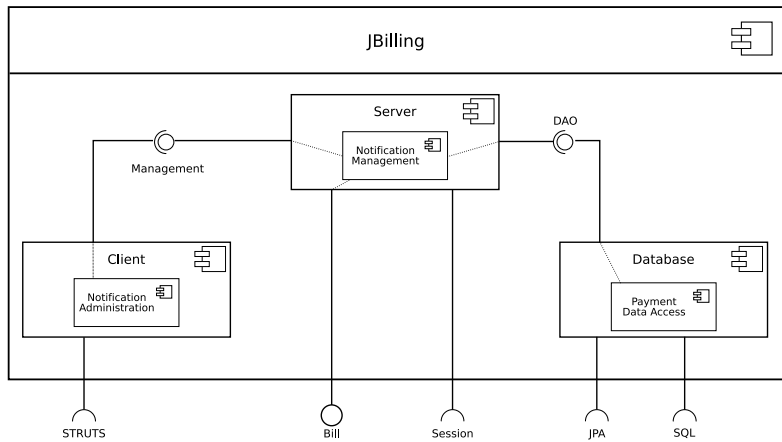 JBilling
Server
Notification
Management
DAO
Management
Client
Notification
Administration
Database
Payment
Data Access
STRUTS
Bill
Session
JPA
SQL